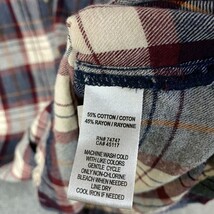 55% COTTON / COTON
45% RAYON / RAYONNE
RN# 74747
CA# 45117
MACHINE WASH COLD
WITH LIKE COLORS
GENTLE CYCLE
ONLY NON-CHLORINE
BLEACH WHEN NEEDED
LINE DRY
COOL IRON IF NEEDED